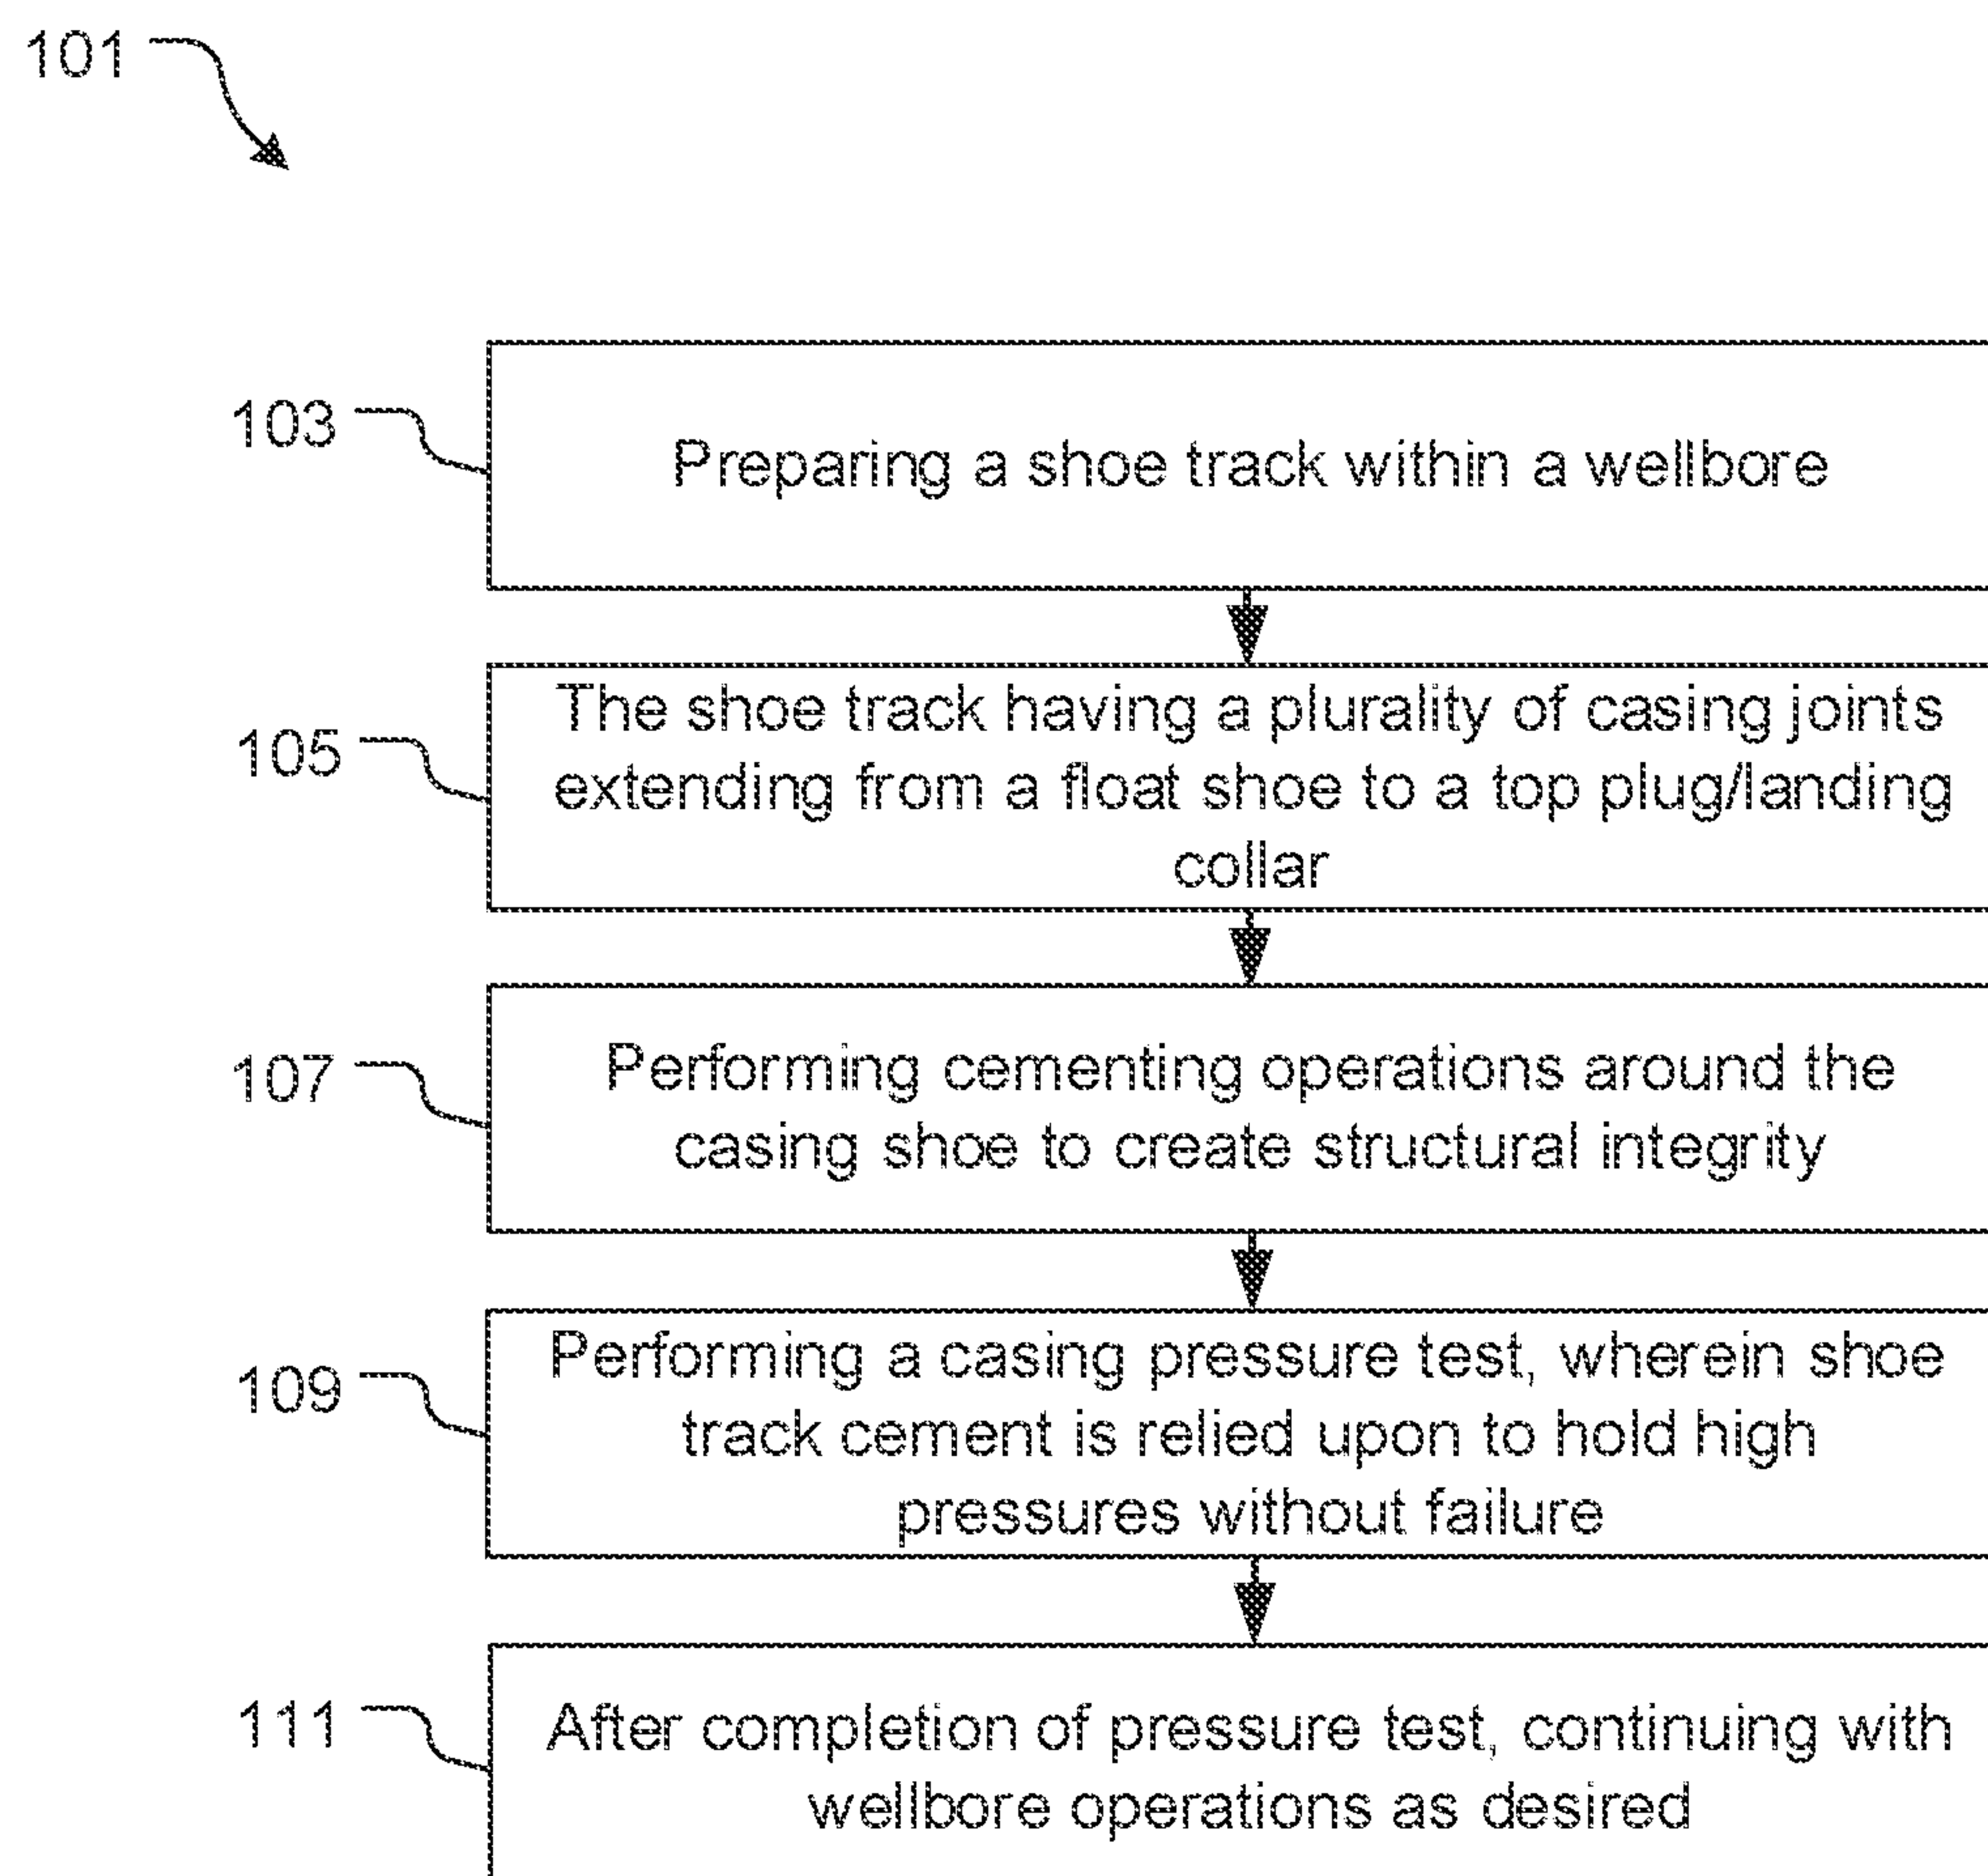 101
103
Preparing a shoe track within a wellbore
105
The shoe track having a plurality of casing joints
extending from a float shoe to a top plug/landing
collar
107
Performing cementing operations around the
casing shoe to create structural integrity
109
Performing a casing pressure test, wherein shoe
track cement is relied upon to hold high
pressures without failure
111
After completion of pressure test, continuing with
wellbore operations as desired